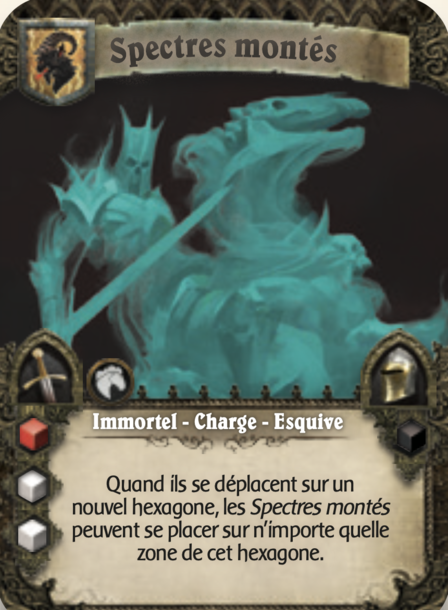 Spectres montés
Immortel - Charge - Esquive
Quand ils se déplacent sur un
nouvel hexagone, les Spectres montés
peuvent se placer sur n'importe quelle
zone de cet hexagone.